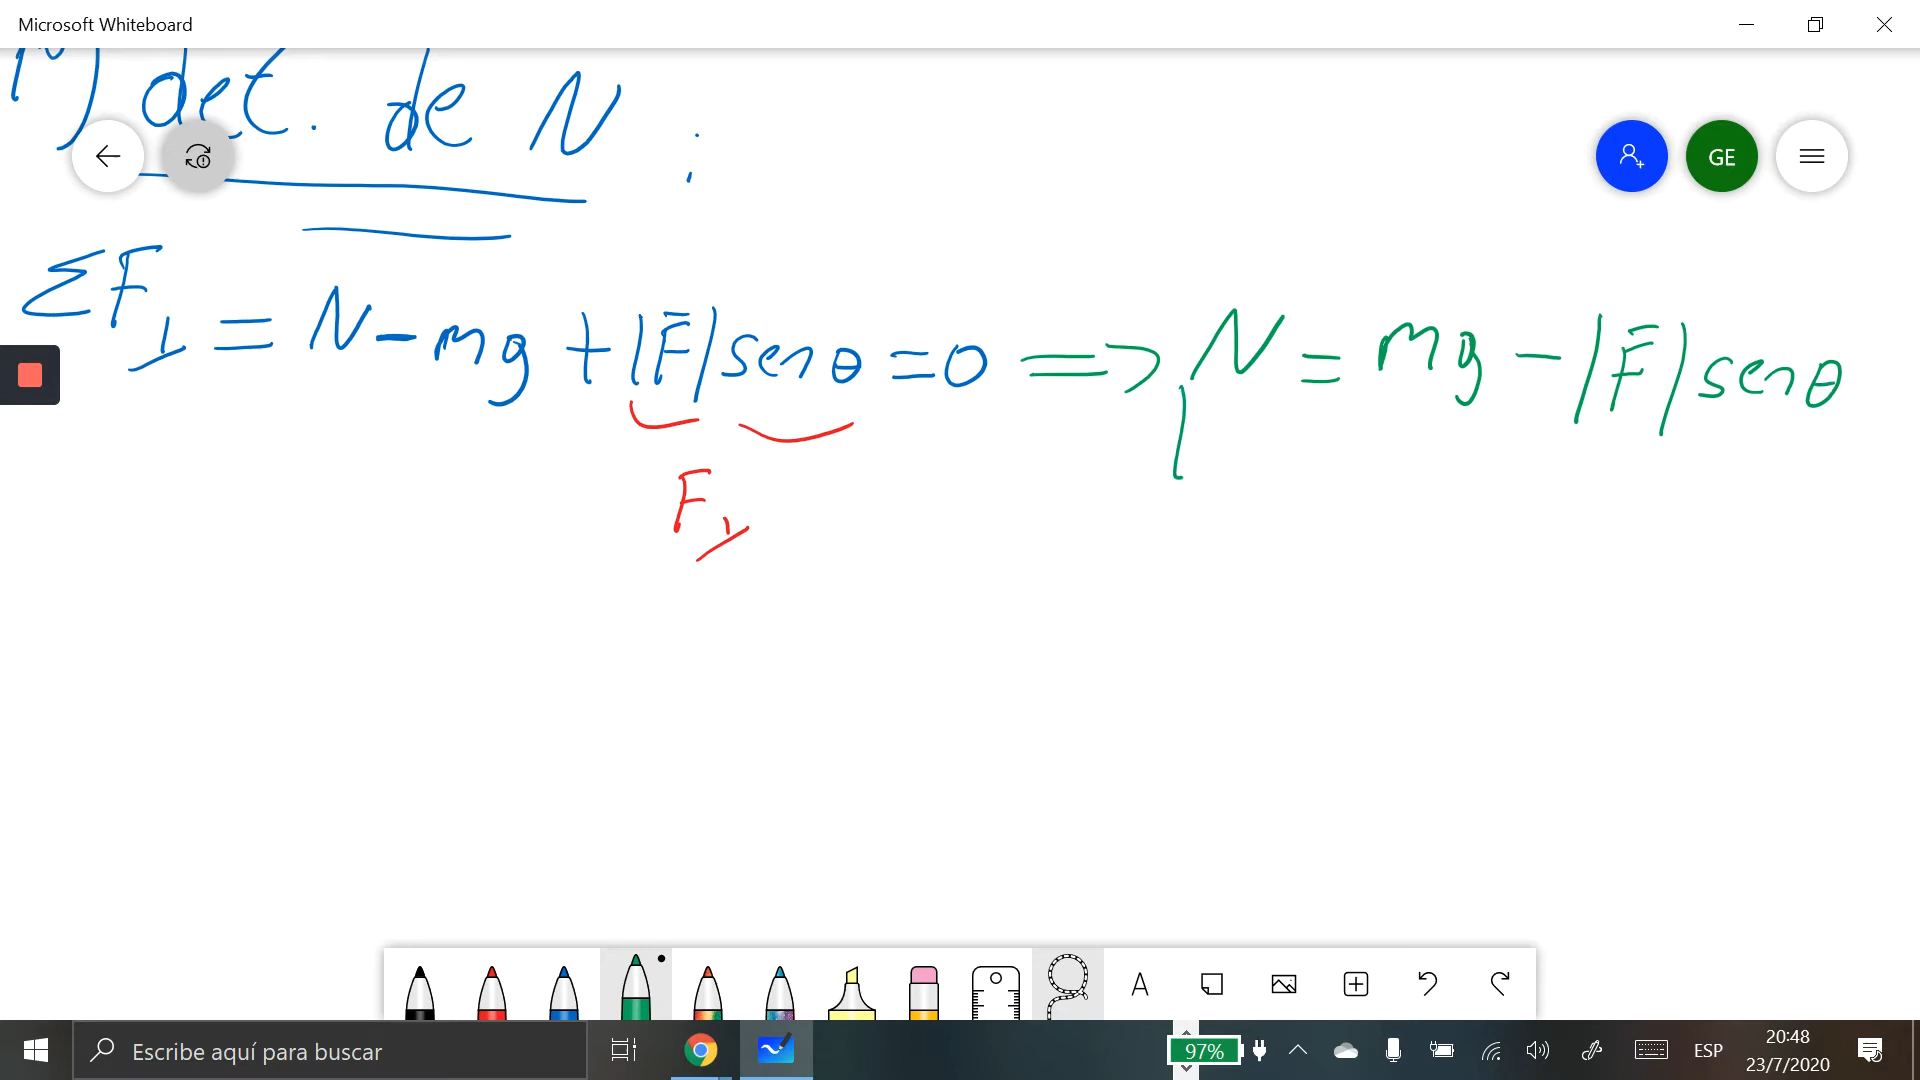 Microsoft Whiteboard
det. de N :
GE
ΣF⊥ = N - mg + |F̄| senθ = 0 => N = mg - |F̄| senθ
F⊥
A
Escribe aquí para buscar
97%
ESP
20:48
23/7/2020